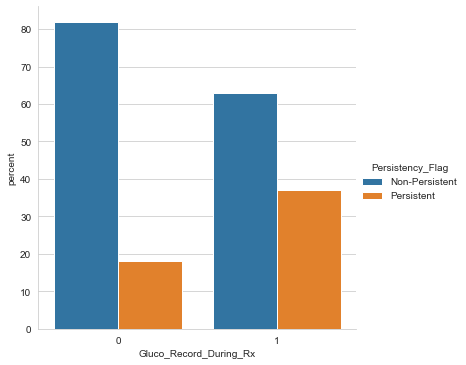 80
70
60
50
40
30
20
10
0
percent
0
1
Gluco_Record_During_Rx
Persistency_Flag
Non-Persistent
Persistent